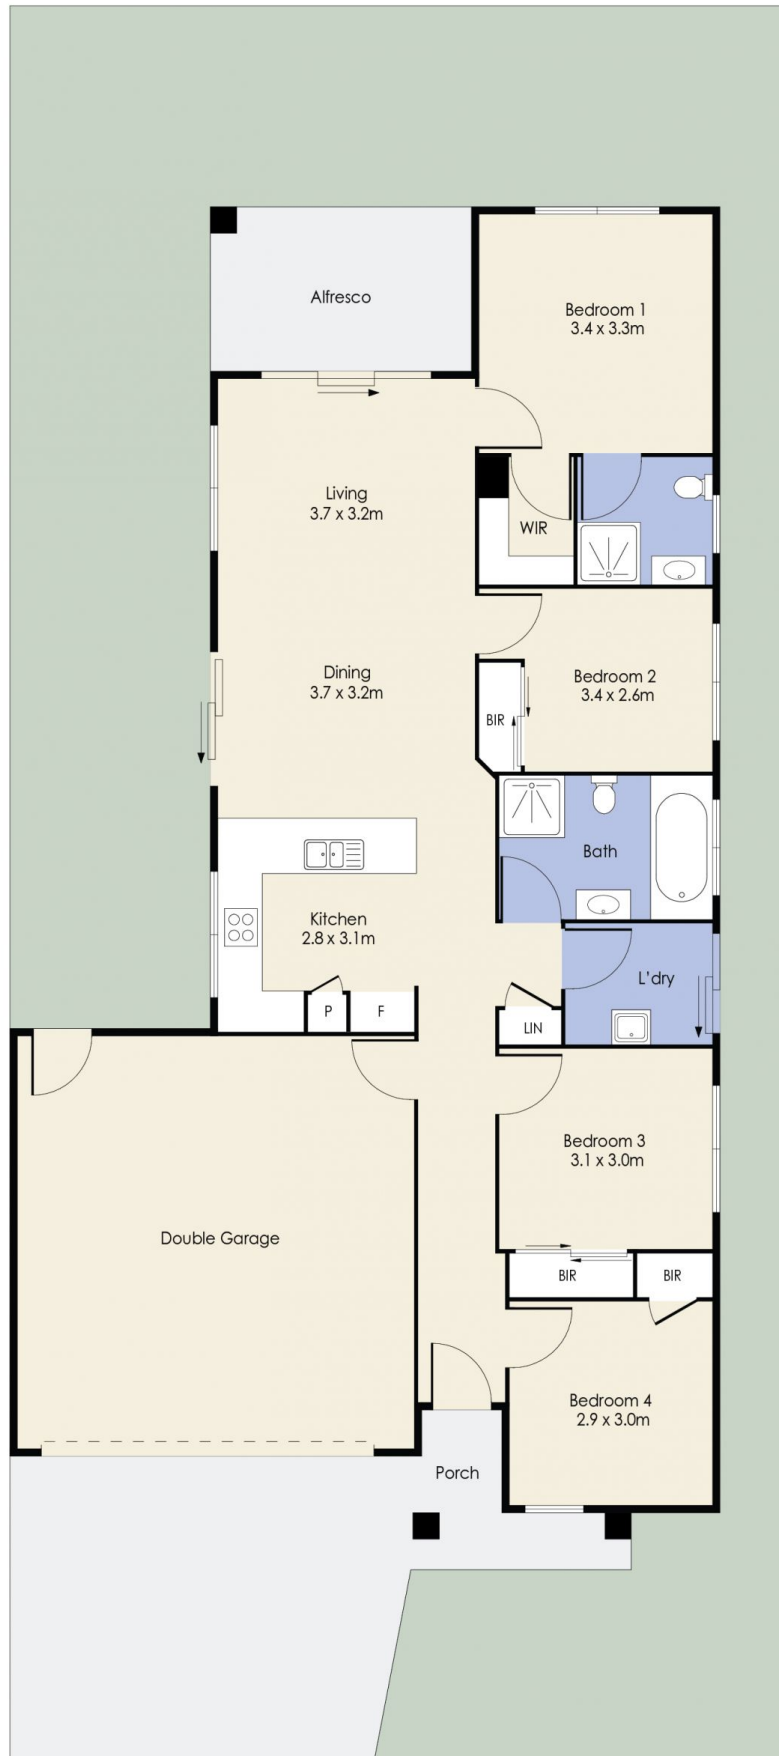 Alfresco
Bedroom 1
3.4 x 3.3m
Living
3.7 x 3.2m
WIR
Dining
3.7 x 3.2m
Bedroom 2
3.4 x 2.6m
BIR
Bath
Kitchen
2.8 x 3.1m
L'dry
P
F
LIN
Bedroom 3
3.1 x 3.0m
Double Garage
BIR
BIR
Bedroom 4
2.9 x 3.0m
Porch